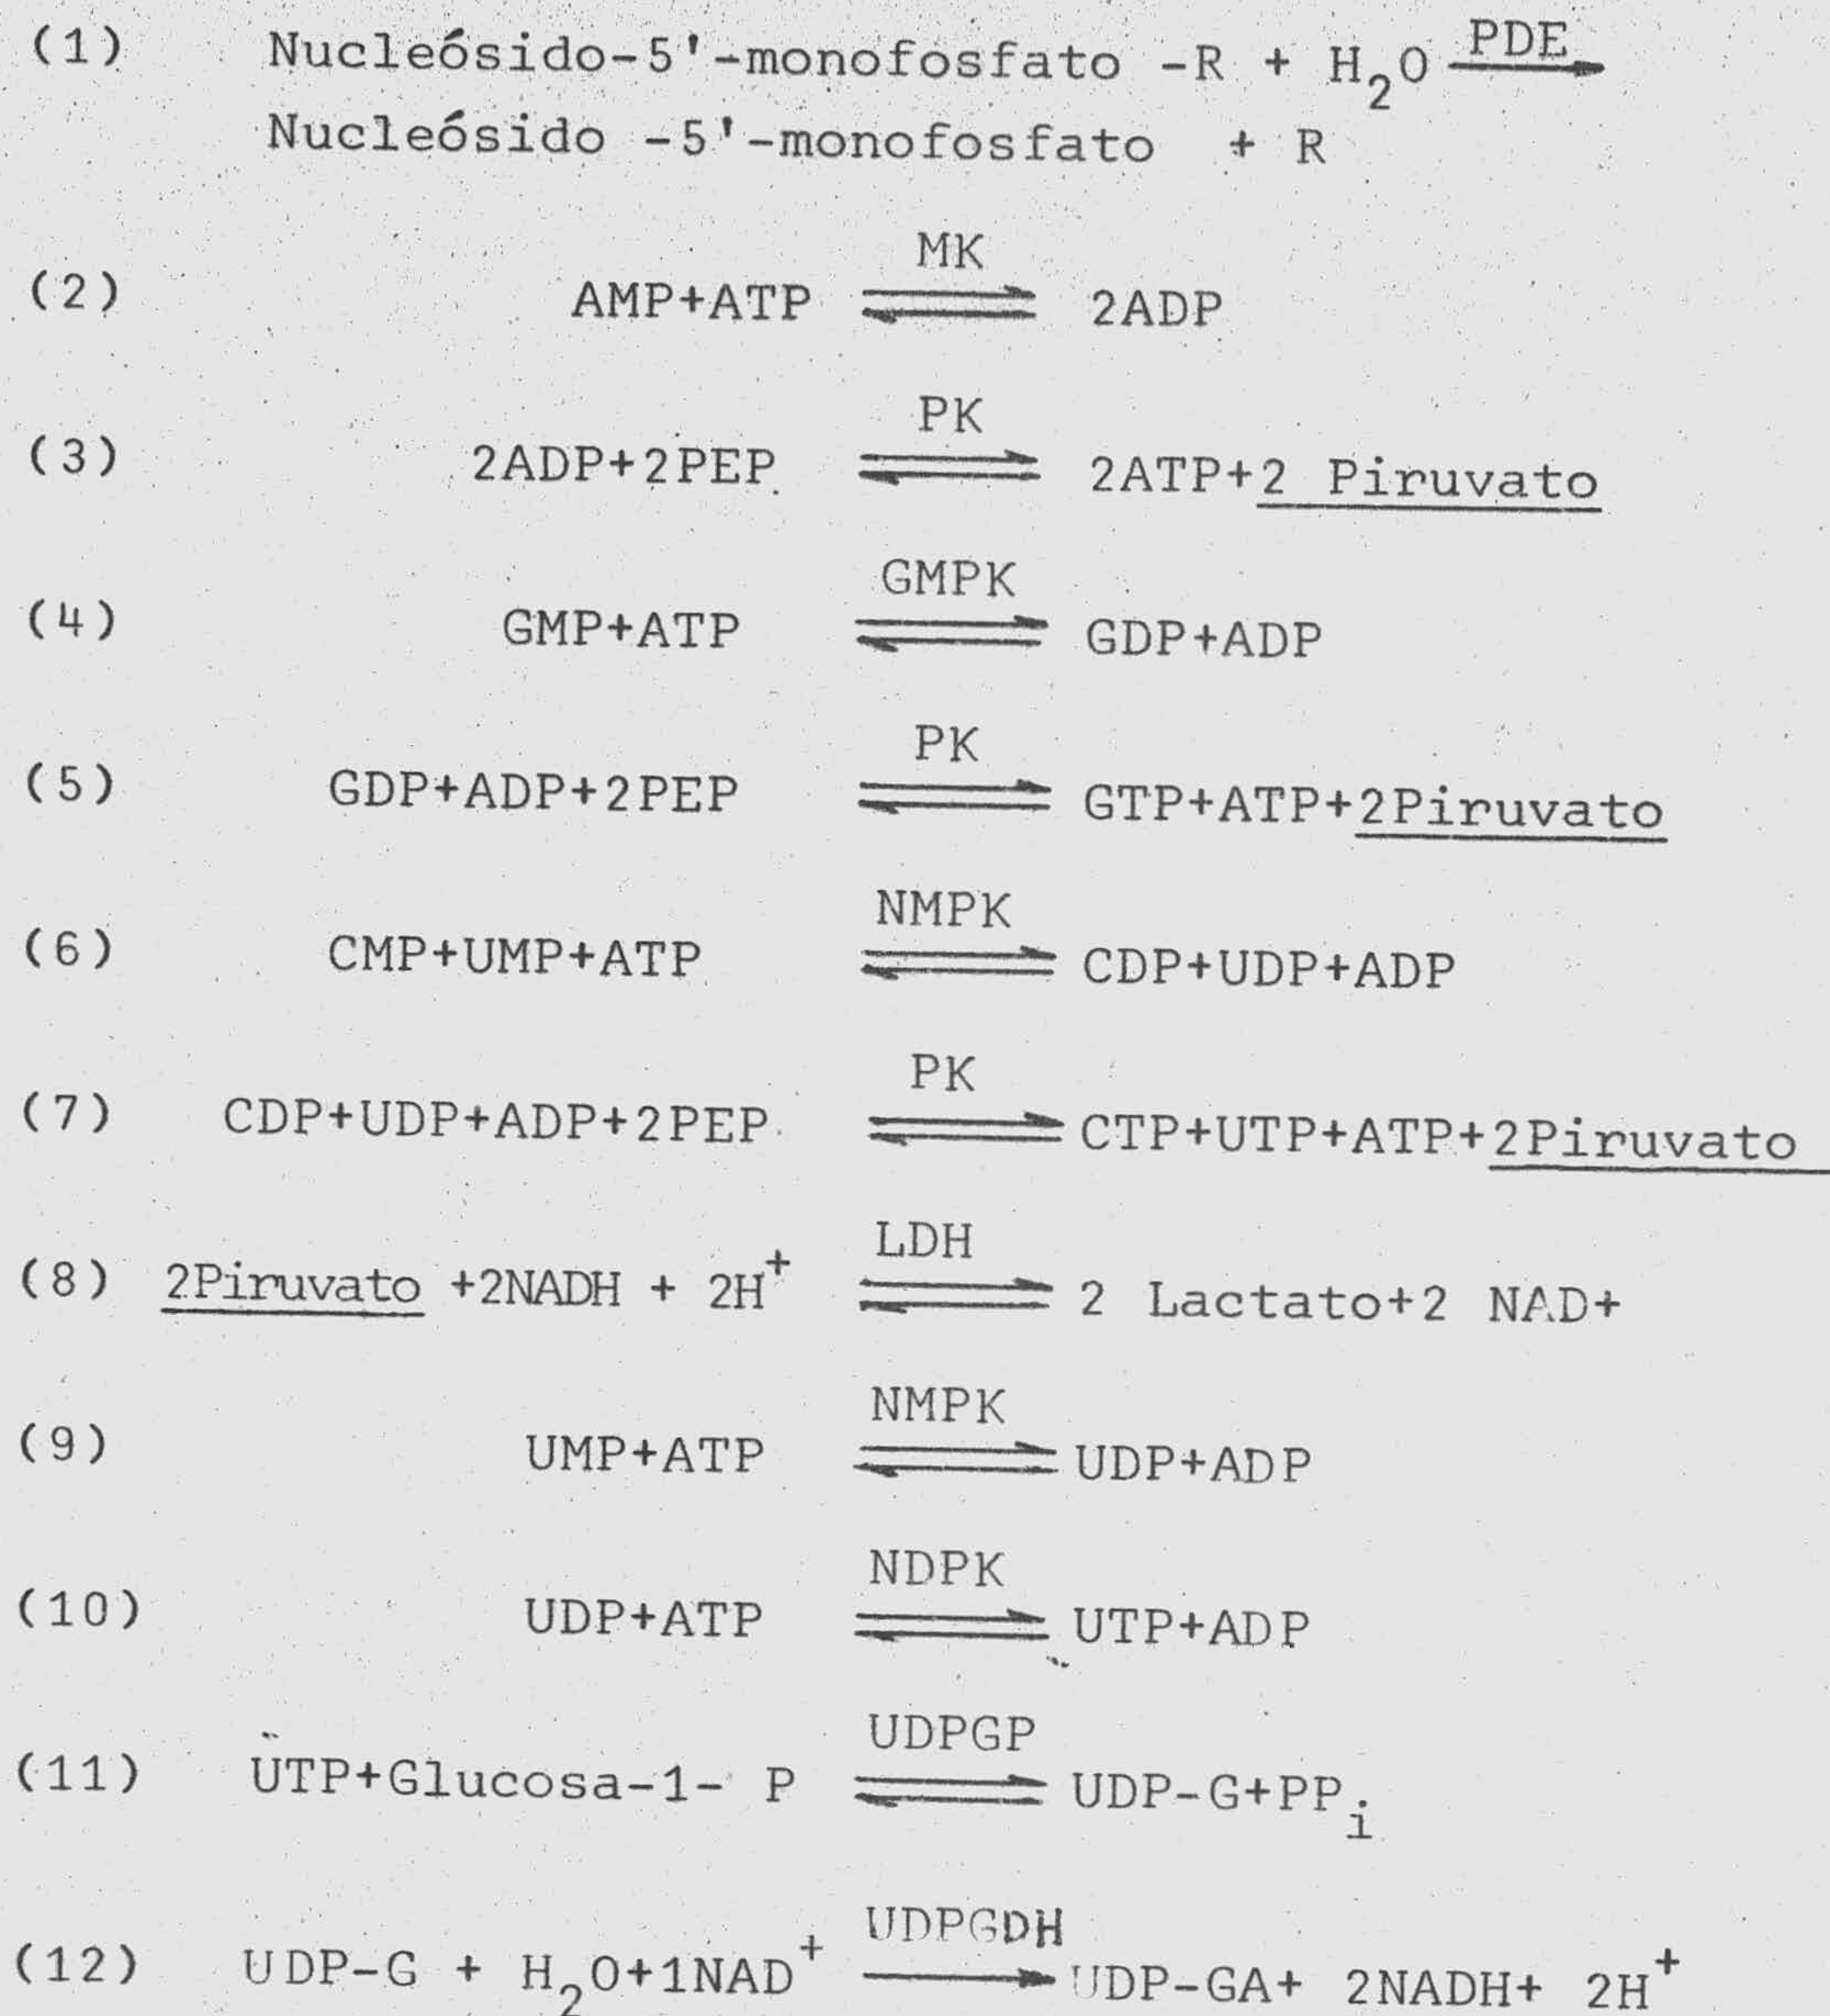 (1) Nucleósido-5'-monofosfato -R + H2O PDE→
Nucleósido -5'-monofosfato + R
MK
(2) AMP+ATP ⇌ 2ADP
PK
(3) 2ADP+2PEP ⇌ 2ATP+2 Piruvato
GMPK
(4) GMP+ATP ⇌ GDP+ADP
PK
(5) GDP+ADP+2PEP ⇌ GTP+ATP+2Piruvato
NMPK
(6) CMP+UMP+ATP ⇌ CDP+UDP+ADP
PK
(7) CDP+UDP+ADP+2PEP ⇌ CTP+UTP+ATP+2Piruvato
LDH
(8) 2Piruvato +2NADH + 2H+ ⇌ 2 Lactato+2 NAD+
NMPK
(9) UMP+ATP ⇌ UDP+ADP
NDPK
(10) UDP+ATP ⇌ UTP+ADP
UDPGP
(11) UTP+Glucosa-1- P ⇌ UDP-G+PPi
UDPGDH
(12) UDP-G + H2O+1NAD+ → UDP-GA+ 2NADH+ 2H+